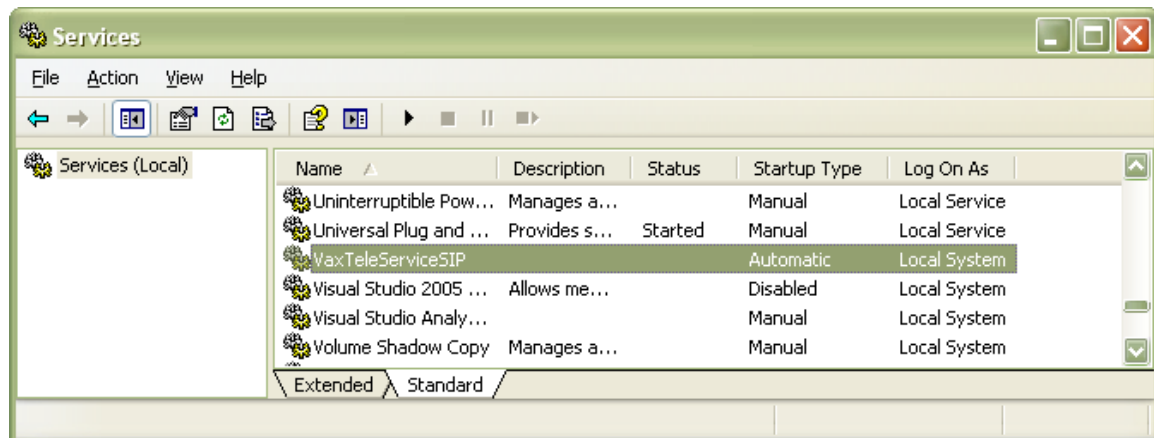 Services
File Action View Help
Services (Local)
Name Description Status Startup Type Log On As
Uninterruptible Pow... Manages a... Manual Local Service
Universal Plug and ... Provides s... Started Manual Local Service
VaxTeleServiceSIP Automatic Local System
Visual Studio 2005 ... Allows me... Disabled Local System
Visual Studio Analy... Manual Local System
Volume Shadow Copy Manages a... Manual Local System
Extended Standard